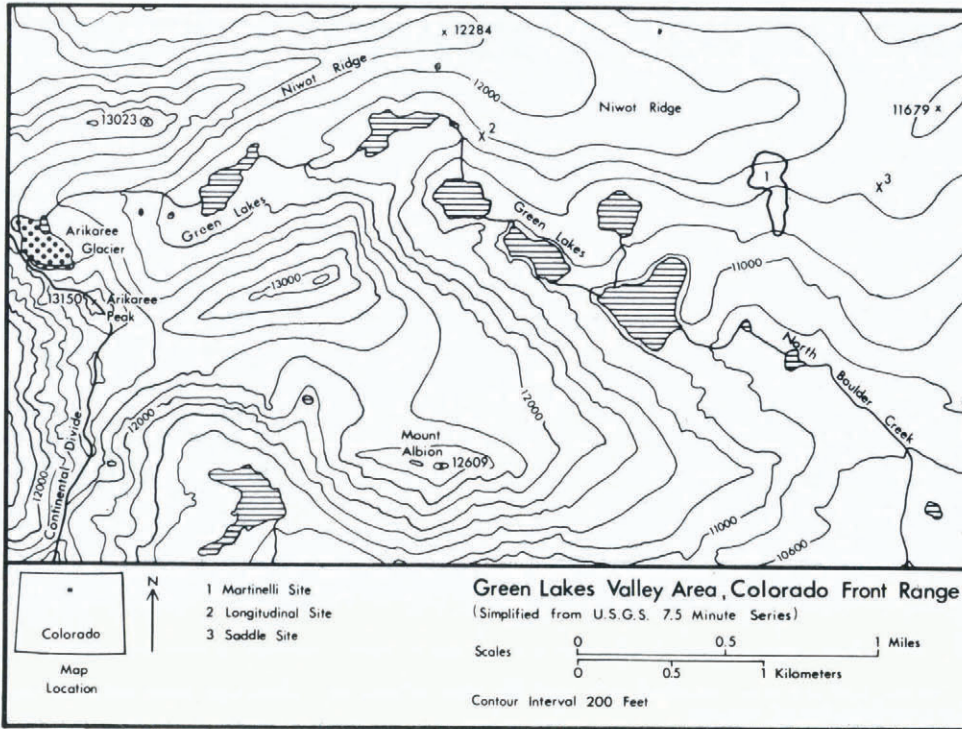 12284
Niwot Ridge
12000
Niwot Ridge
11679
13023
2
1
3
Green Lakes
Green Lakes
Arikaree
Glacier
13000
11000
13150
Arikaree
Peak
North
Boulder
Creek
12000
12000
Mount
Albion
12609
Continental Divide
12000
11000
10600
Colorado
Map
Location
N
1 Martinelli Site
2 Longitudinal Site
3 Saddle Site
Green Lakes Valley Area, Colorado Front Range
(Simplified from U.S.G.S. 7.5 Minute Series)
Scales
0 0.5 1 Miles
0 0.5 1 Kilometers
Contour Interval 200 Feet